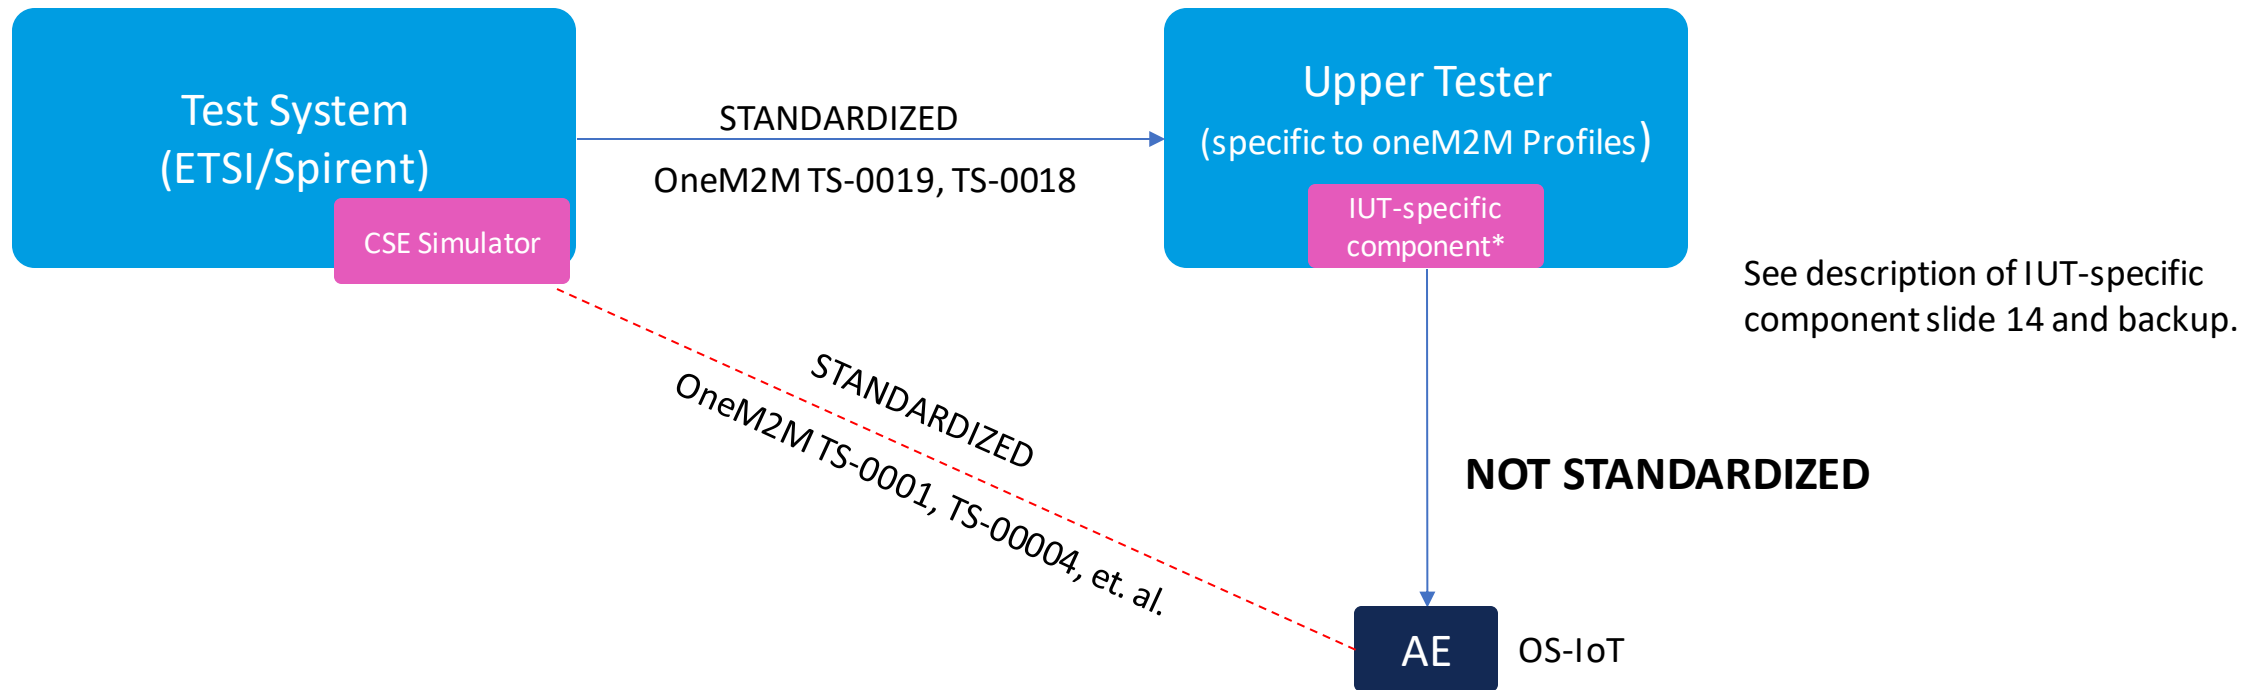 Test System
(ETSI/Spirent)
CSE Simulator
STANDARDIZED
OneM2M TS-0019, TS-0018
Upper Tester
(specific to oneM2M Profiles)
IUT-specific
component*
See description of IUT-specific
component slide 14 and backup.
STANDARDIZED
OneM2M TS-0001, TS-00004, et. al.
NOT STANDARDIZED
AE
OS-IoT